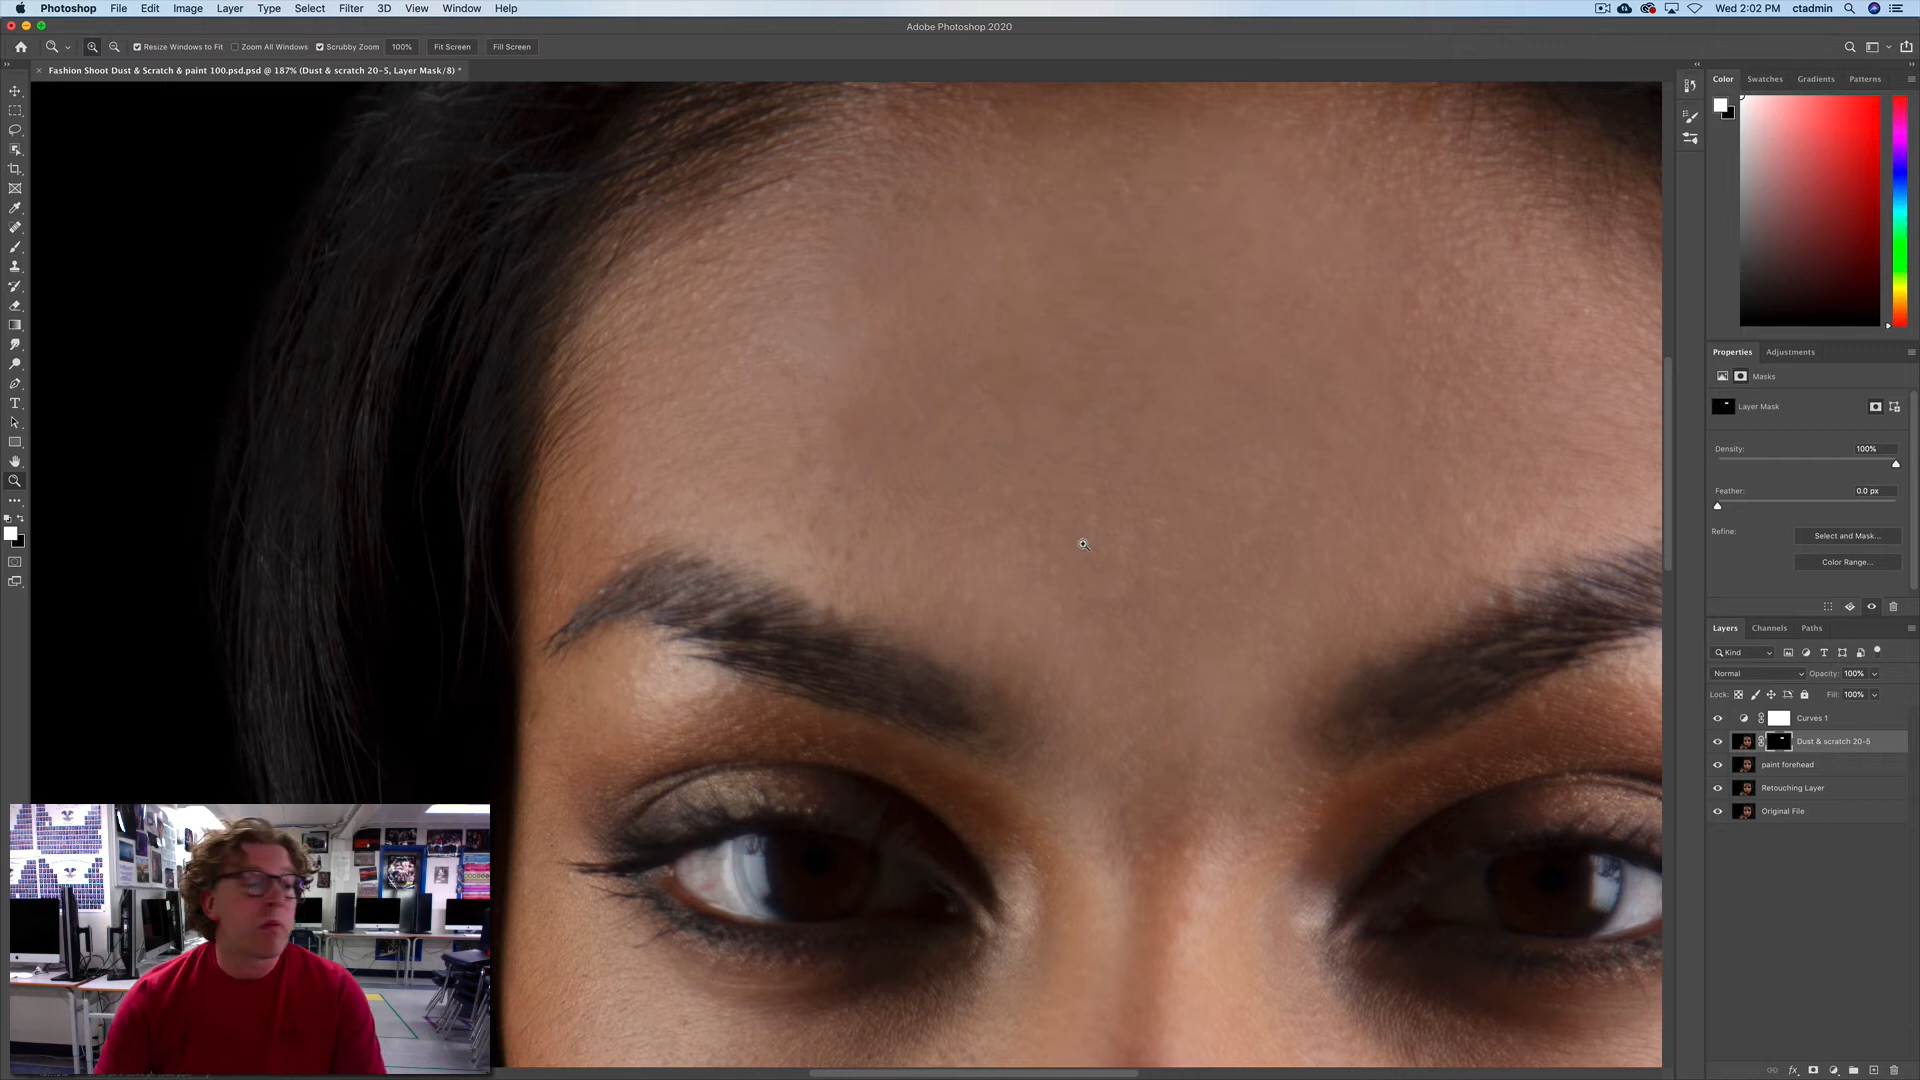 Photoshop File Edit Image Layer Type Select Filter 3D View Window Help Wed 2:02 PM ctadmin
Adobe Photoshop 2020
Resize Windows to Fit Zoom All Windows Scrubby Zoom 100% Fit Screen Fill Screen
Fashion Shoot Dust & Scratch & paint 100.psd.psd @ 187% (Dust & scratch 20-5, Layer Mask/8) *
Color Swatches Gradients Patterns
Properties Adjustments
Masks
Layer Mask
Density: 100%
Feather: 0.0 px
Refine: Select and Mask...
Color Range...
Layers Channels Paths
Kind
Normal Opacity: 100%
Lock: Fill: 100%
Curves 1
Dust & scratch 20-5
paint forehead
Retouching Layer
Original File